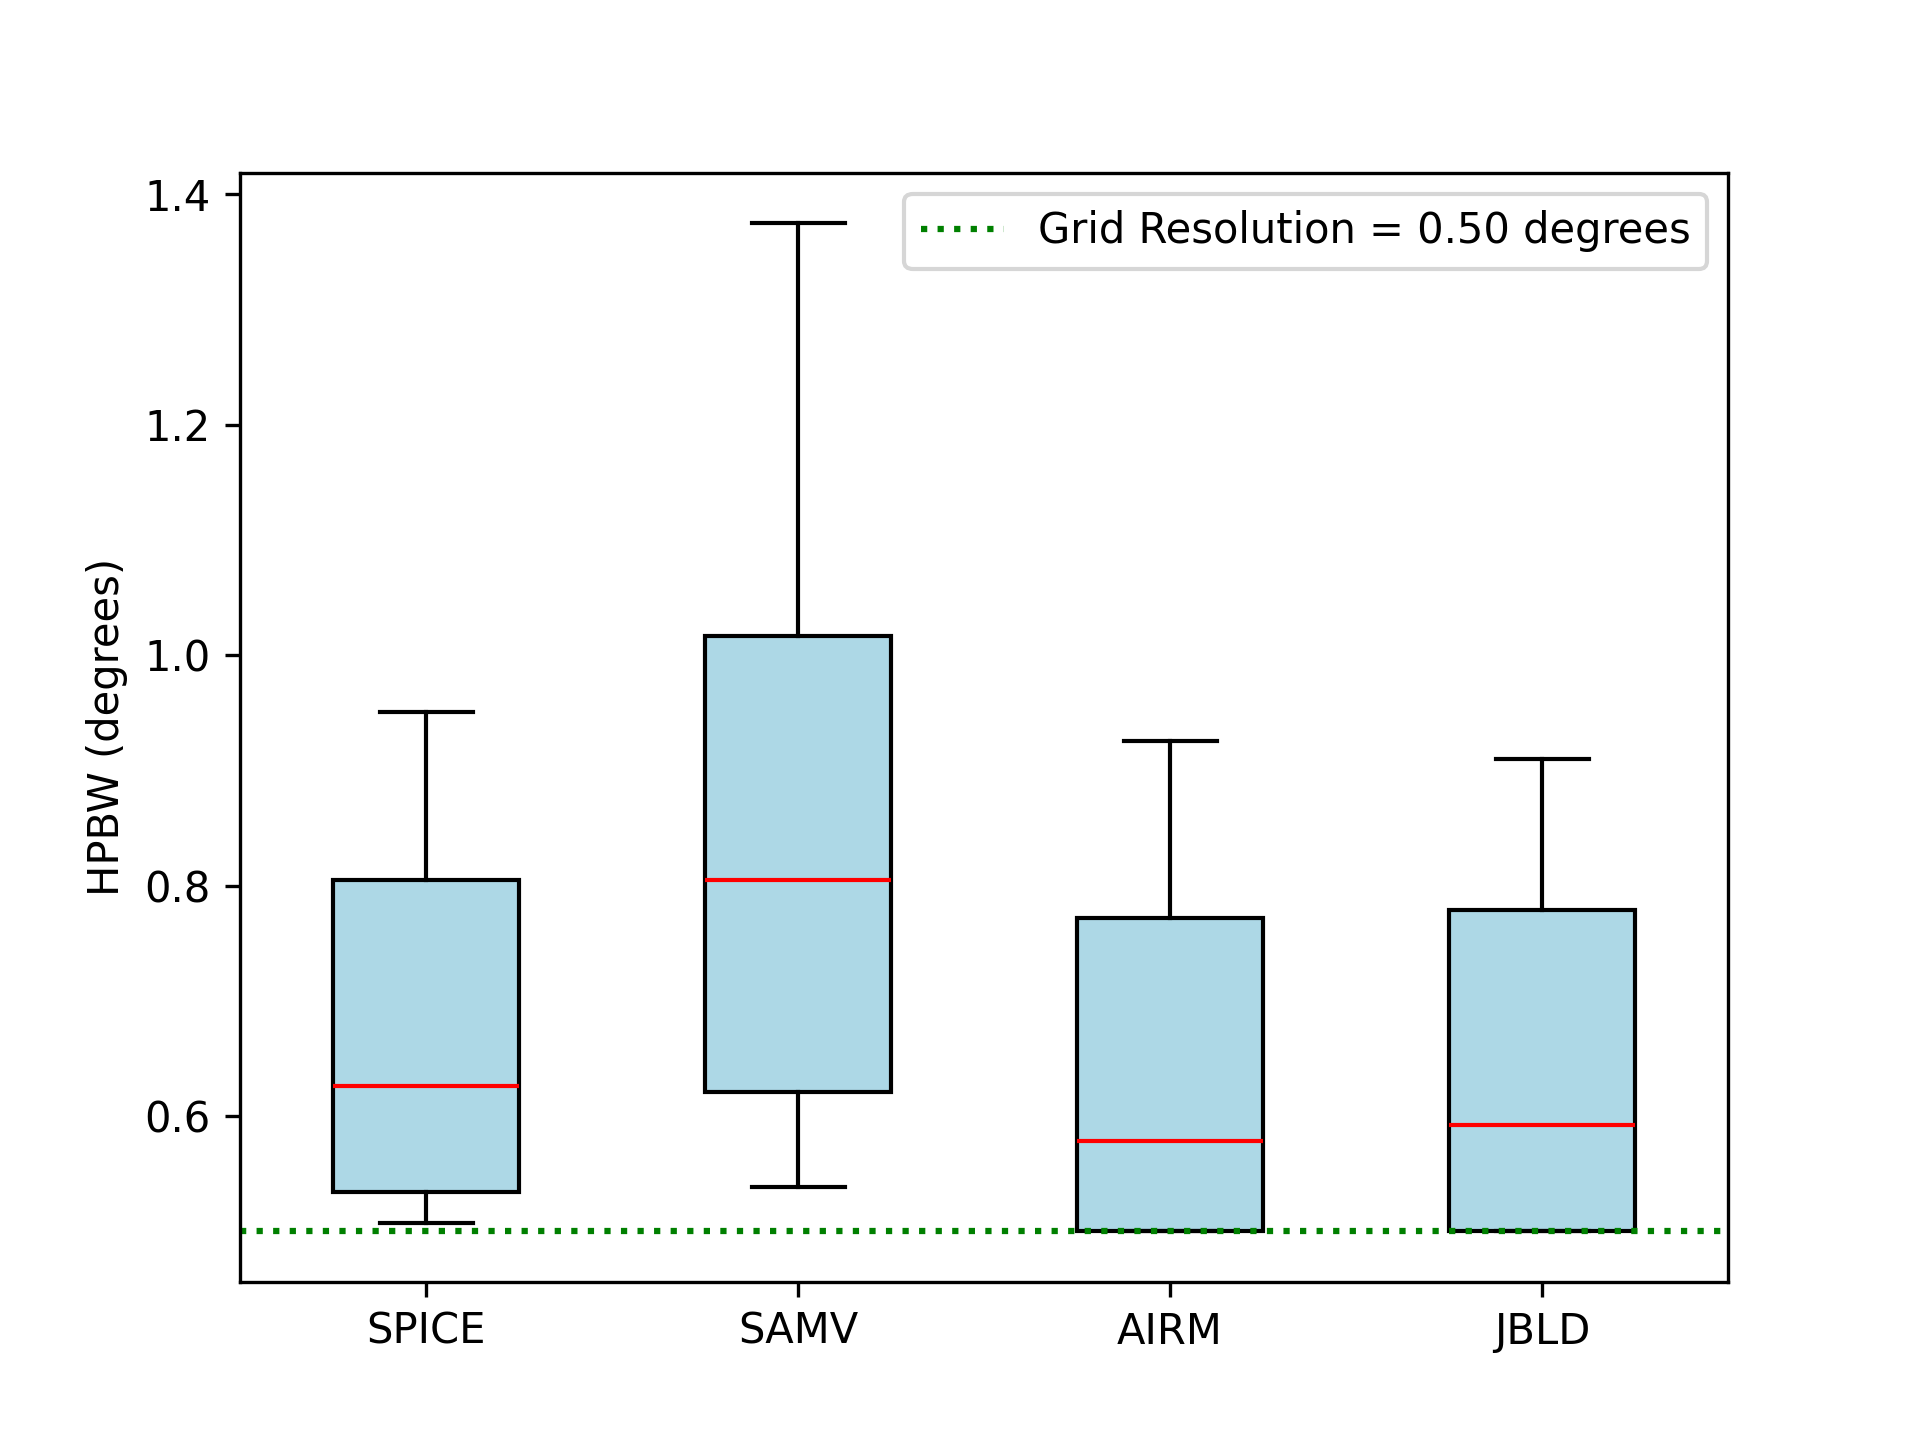 1.4
1.2
1.0
0.8
0.6
HPBW (degrees)
Grid Resolution = 0.50 degrees
SPICE SAMV AIRM JBLD